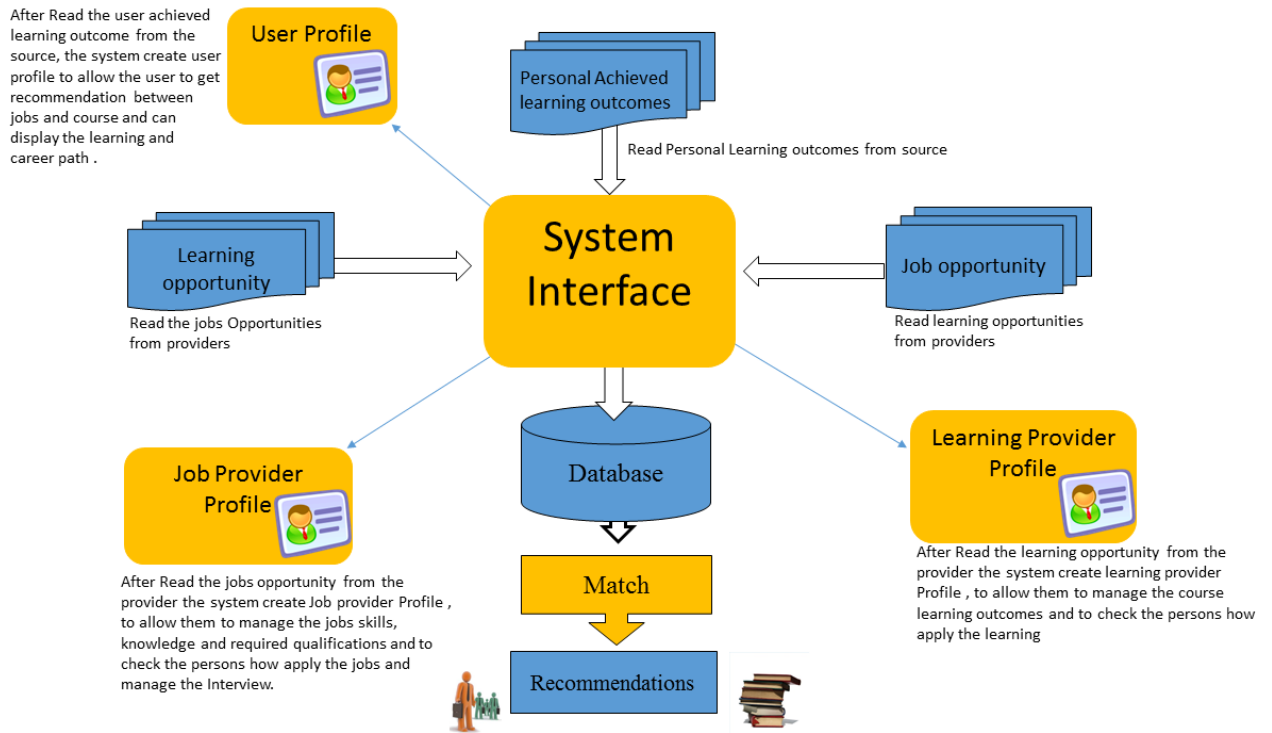 After Read the user achieved
learning outcome from the
source, the system create user
profile to allow the user to get
recommendation between
jobs and course and can
display the learning and
career path .
User Profile
Personal Achieved
learning outcomes
Read Personal Learning outcomes from source
Learning
opportunity
Read the jobs Opportunities
from providers
System
Interface
Job opportunity
Read learning opportunities
from providers
Job Provider
Profile
After Read the jobs opportunity from the
provider the system create Job provider Profile ,
to allow them to manage the jobs skills,
knowledge and required qualifications and to
check the persons how apply the jobs and
manage the Interview.
Database
Match
Recommendations
Learning Provider
Profile
After Read the learning opportunity from the
provider the system create learning provider
Profile , to allow them to manage the course
learning outcomes and to check the persons how
apply the learning